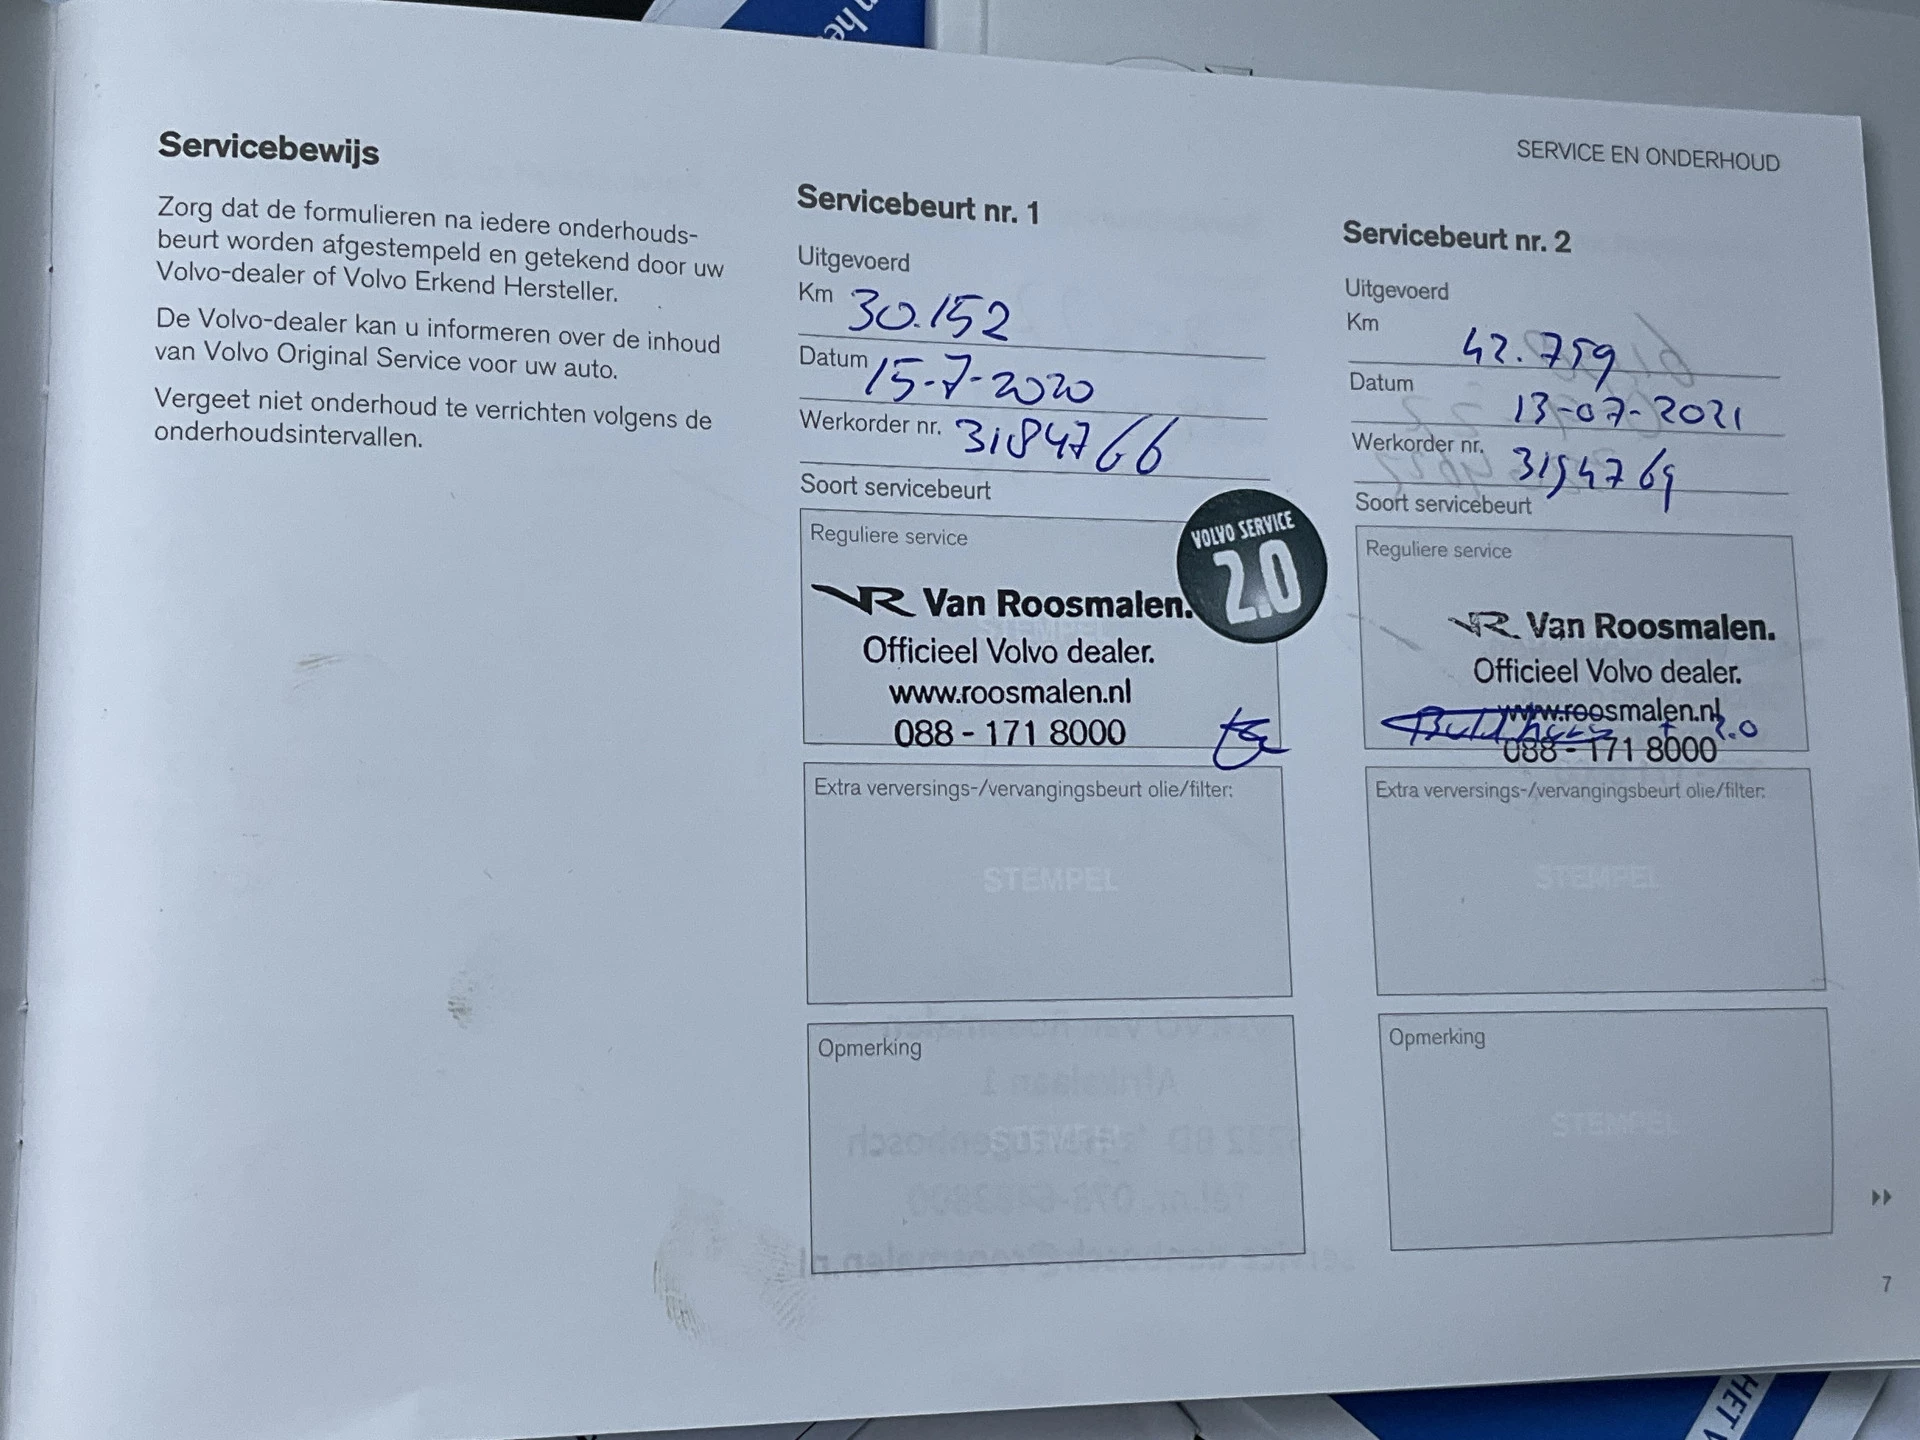 Servicebewijs
Zorg dat de formulieren na iedere onderhouds-
beurt worden afgestempeld en getekend door uw
Volvo-dealer of Volvo Erkend Hersteller.
De Volvo-dealer kan u informeren over de inhoud
van Volvo Original Service voor uw auto.
Vergeet niet onderhoud te verrichten volgens de
onderhoudsintervallen.
Servicebeurt nr. 1
Uitgevoerd
Km 30.152
Datum 15-7-2020
Werkorder nr. 3184766
Soort servicebeurt
Reguliere service
VOLVO SERVICE
2.0
VR Van Roosmalen.
Officieel Volvo dealer.
www.roosmalen.nl
088 - 171 8000
Extra verversings-/vervangingsbeurt olie/filter:
STEMPEL
Opmerking
STEMPEL
SERVICE EN ONDERHOUD
Servicebeurt nr. 2
Uitgevoerd
Km 42.759
Datum 13-07-2021
Werkorder nr. 3194769
Soort servicebeurt
Reguliere service
VR Van Roosmalen.
Officieel Volvo dealer.
www.roosmalen.nl
2.0
088 - 171 8000
Extra verversings-/vervangingsbeurt olie/filter:
STEMPEL
Opmerking
STEMPEL
7